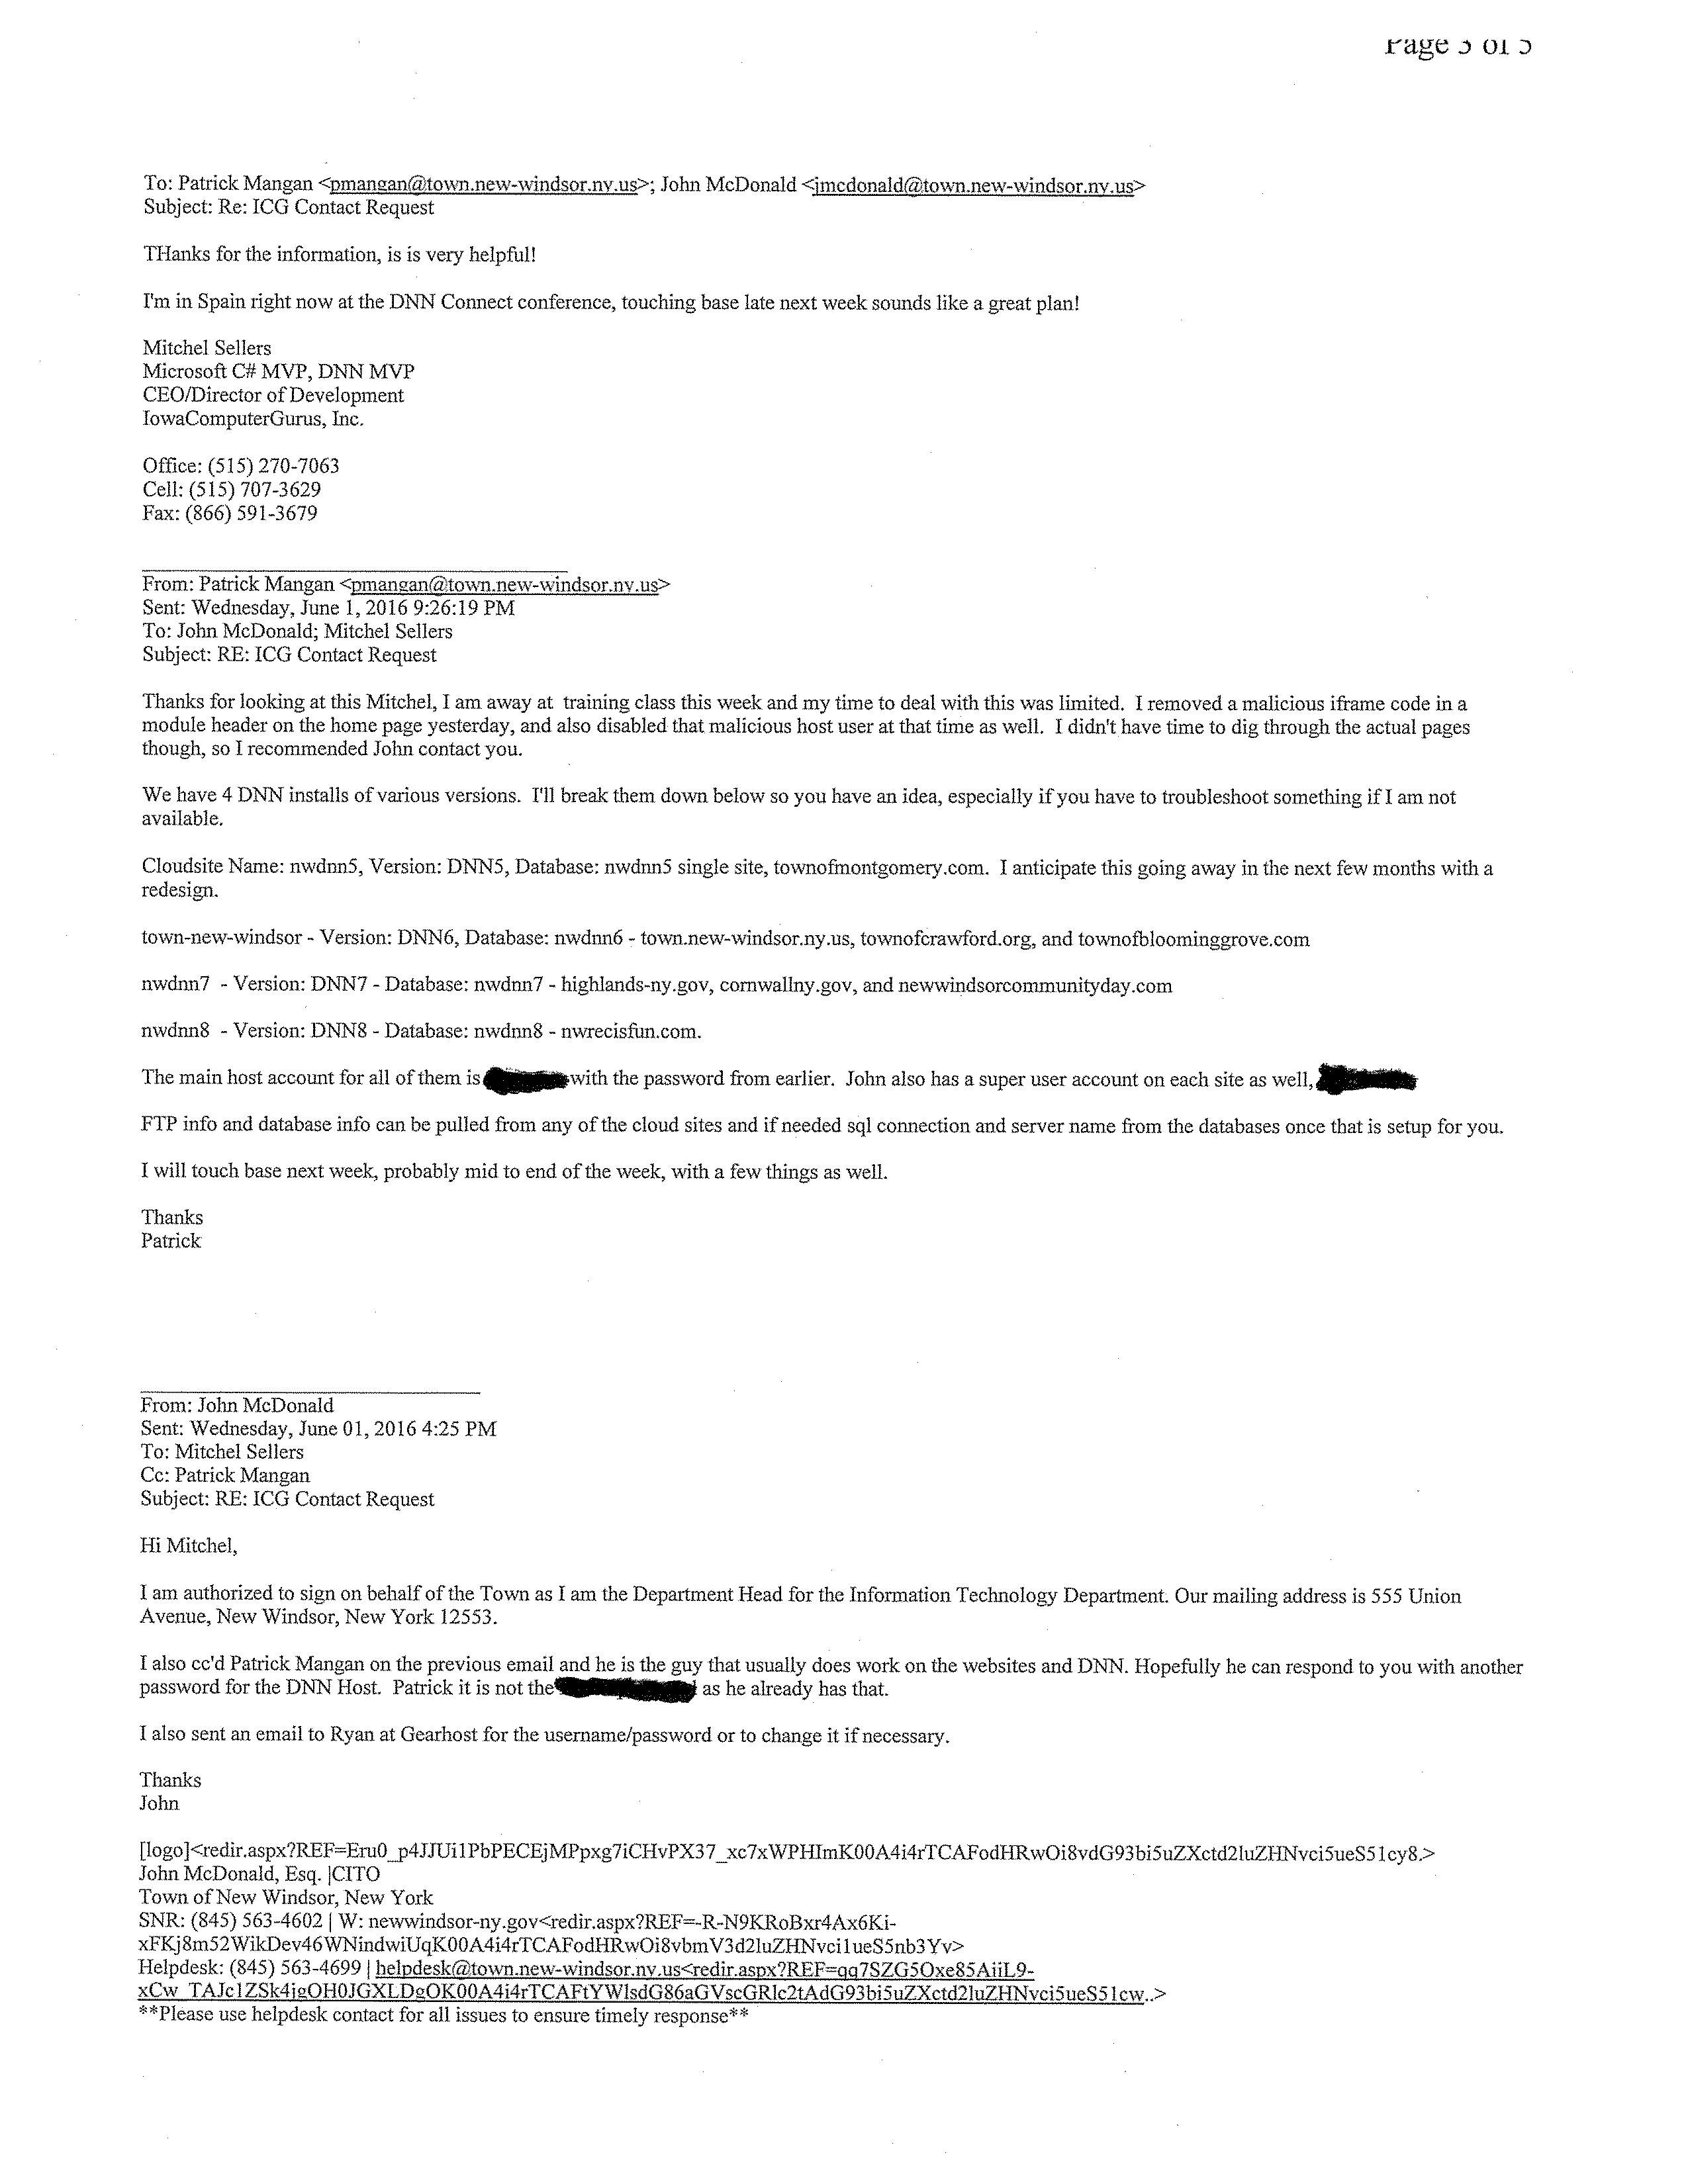 Page 5 of 5
To: Patrick Mangan <pmangan@town.new-windsor.ny.us>; John McDonald <jmcdonald@town.new-windsor.ny.us>
Subject: Re: ICG Contact Request
THanks for the information, is is very helpful!
I'm in Spain right now at the DNN Connect conference, touching base late next week sounds like a great plan!
Mitchel Sellers
Microsoft C# MVP, DNN MVP
CEO/Director of Development
IowaComputerGurus, Inc.
Office: (515) 270-7063
Cell: (515) 707-3629
Fax: (866) 591-3679
From: Patrick Mangan <pmangan@town.new-windsor.ny.us>
Sent: Wednesday, June 1, 2016 9:26:19 PM
To: John McDonald; Mitchel Sellers
Subject: RE: ICG Contact Request
Thanks for looking at this Mitchel, I am away at  training class this week and my time to deal with this was limited.  I removed a malicious iframe code in a
module header on the home page yesterday, and also disabled that malicious host user at that time as well.  I didn't have time to dig through the actual pages
though, so I recommended John contact you.
We have 4 DNN installs of various versions.  I'll break them down below so you have an idea, especially if you have to troubleshoot something if I am not
available.
Cloudsite Name: nwdnn5, Version: DNN5, Database: nwdnn5 single site, townofmontgomery.com.  I anticipate this going away in the next few months with a
redesign.
town-new-windsor - Version: DNN6, Database: nwdnn6 - town.new-windsor.ny.us, townofcrawford.org, and townofbloominggrove.com
nwdnn7  - Version: DNN7 - Database: nwdnn7 - highlands-ny.gov, cornwallny.gov, and newwindsorcommunityday.com
nwdnn8  - Version: DNN8 - Database: nwdnn8 - nwrecisfun.com.
The main host account for all of them is with the password from earlier.  John also has a super user account on each site as well,
FTP info and database info can be pulled from any of the cloud sites and if needed sql connection and server name from the databases once that is setup for you.
I will touch base next week, probably mid to end of the week, with a few things as well.
Thanks
Patrick
From: John McDonald
Sent: Wednesday, June 01, 2016 4:25 PM
To: Mitchel Sellers
Cc: Patrick Mangan
Subject: RE: ICG Contact Request
Hi Mitchel,
I am authorized to sign on behalf of the Town as I am the Department Head for the Information Technology Department. Our mailing address is 555 Union
Avenue, New Windsor, New York 12553.
I also cc'd Patrick Mangan on the previous email and he is the guy that usually does work on the websites and DNN. Hopefully he can respond to you with another
password for the DNN Host.  Patrick it is not the as he already has that.
I also sent an email to Ryan at Gearhost for the username/password or to change it if necessary.
Thanks
John
[logo]<redir.aspx?REF=Eru0_p4JJUi1PbPECEjMPpxg7iCHvPX37_xc7xWPHImK00A4i4rTCAFodHRwOi8vdG93bi5uZXctd2luZHNvci5ueS51cy8.>
John McDonald, Esq. |CITO
Town of New Windsor, New York
SNR: (845) 563-4602 | W: newwindsor-ny.gov<redir.aspx?REF=-R-N9KRoBxr4Ax6Ki-
xFKj8m52WikDev46WNindwiUqK00A4i4rTCAFodHRwOi8vbmV3d2luZHNvci1ueS5nb3Yv>
Helpdesk: (845) 563-4699 | helpdesk@town.new-windsor.ny.us<redir.aspx?REF=qq7SZG5Oxe85AiiL9-
xCw_TAJc1ZSk4jgOH0JGXLDgOK00A4i4rTCAFtYWlsdG86aGVscGRlc2tAdG93bi5uZXctd2luZHNvci5ueS51cw..>
**Please use helpdesk contact for all issues to ensure timely response**